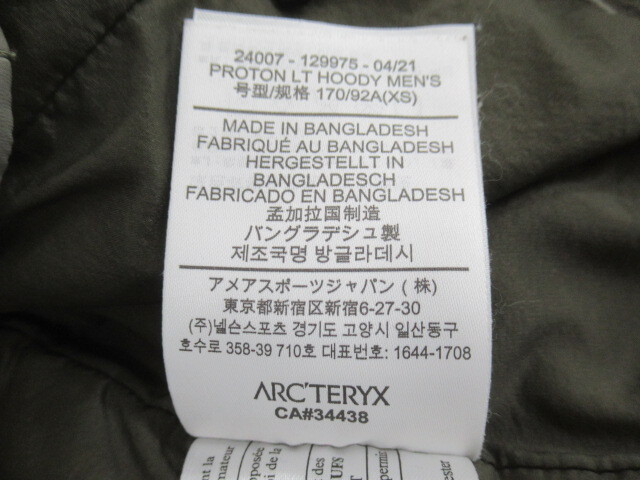 24007 - 129975 - 04/21
PROTON LT HOODY MEN'S
号型/规格 170/92A(XS)
MADE IN BANGLADESH
FABRIQUÉ AU BANGLADESH
HERGESTELLT IN
BANGLADESCH
FABRICADO EN BANGLADESH
孟加拉国制造
バングラデシュ製
제조국명 방글라데시
アメアスポーツジャパン ( 株)
東京都新宿区新宿6-27-30
(주)넬슨스포츠 경기도 고양시 일산동구
호수로 358-39 710호 대표번호: 1644-1708
ARC'TERYX
CA#34438